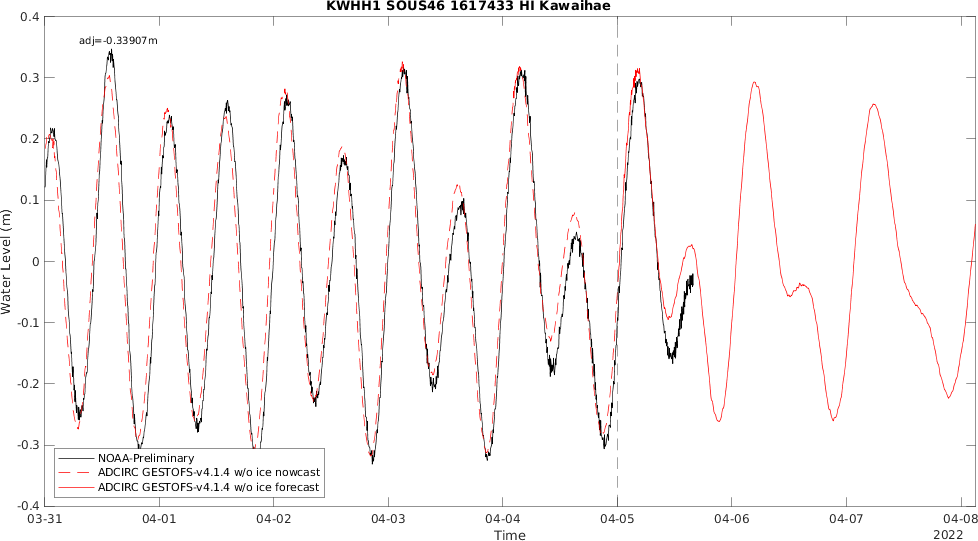 KWHH1 SOUS46 1617433 HI Kawaihae
adj=-0.33907m
0.4
0.3
0.2
0.1
0
-0.1
-0.2
-0.3
-0.4
Water Level (m)
NOAA-Preliminary
ADCIRC GESTOFS-v4.1.4 w/o ice nowcast
ADCIRC GESTOFS-v4.1.4 w/o ice forecast
03-31 04-01 04-02 04-03 04-04 04-05 04-06 04-07 04-08
Time
2022